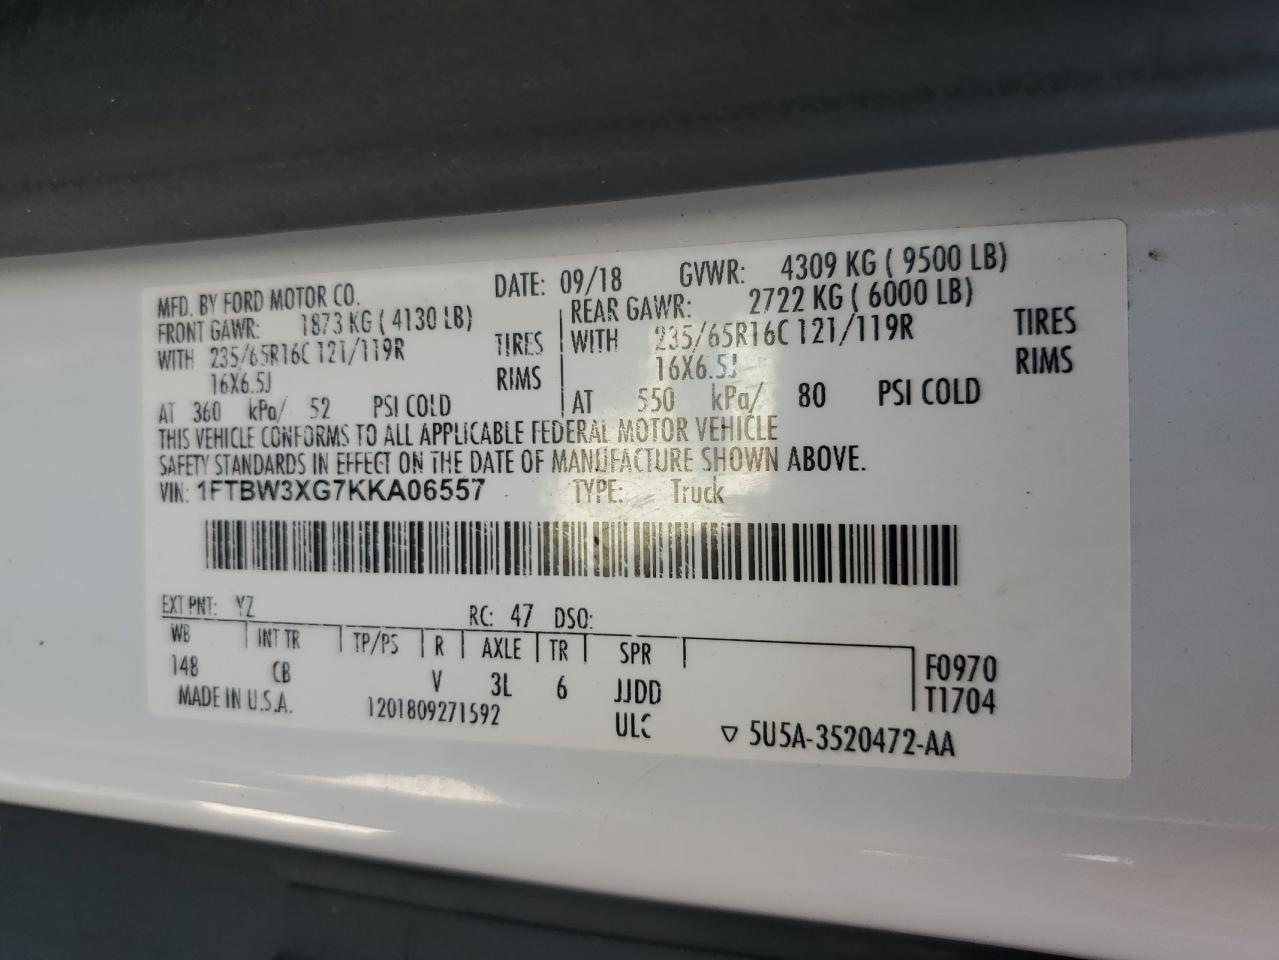 MFD. BY FORD MOTOR CO. DATE: 09/18 GVWR: 4309 KG ( 9500 LB)
FRONT GAWR: 1873 KG ( 4130 LB) REAR GAWR: 2722 KG ( 6000 LB)
WITH 235/65R16C 121/119R TIRES WITH 235/65R16C 121/119R TIRES
16X6.5J RIMS 16X6.5J RIMS
AT 360 kPa/ 52 PSI COLD AT 550 kPa/ 80 PSI COLD
THIS VEHICLE CONFORMS TO ALL APPLICABLE FEDERAL MOTOR VEHICLE
SAFETY STANDARDS IN EFFECT ON THE DATE OF MANUFACTURE SHOWN ABOVE.
VIN: 1FTBW3XG7KKA06557 TYPE: Truck
EXT PNT: YZ RC: 47 DSO:
WB INT TR TP/PS R AXLE TR SPR F0970
148 CB V 3L 6 JJDD T1704
MADE IN U.S.A. 1201809271592 ULC ▽ 5U5A-3520472-AA